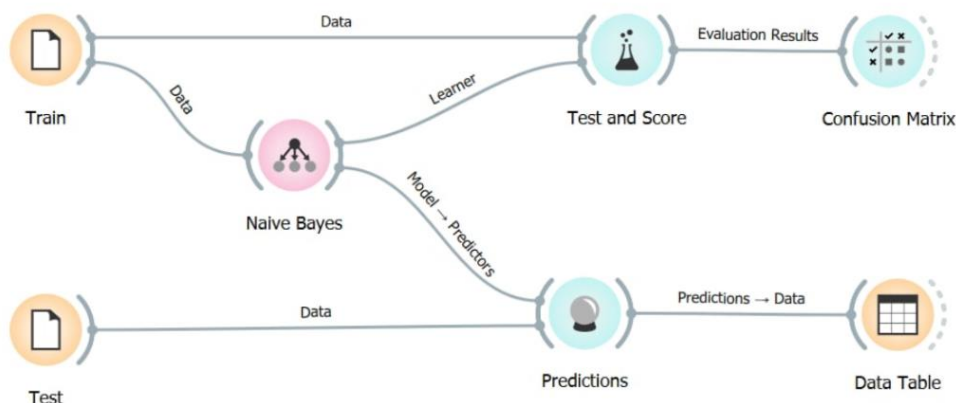 Data
Evaluation Results
Train
Data
Learner
Test and Score
Confusion Matrix
Naive Bayes
Model → Predictors
Data
Predictions → Data
Test
Predictions
Data Table